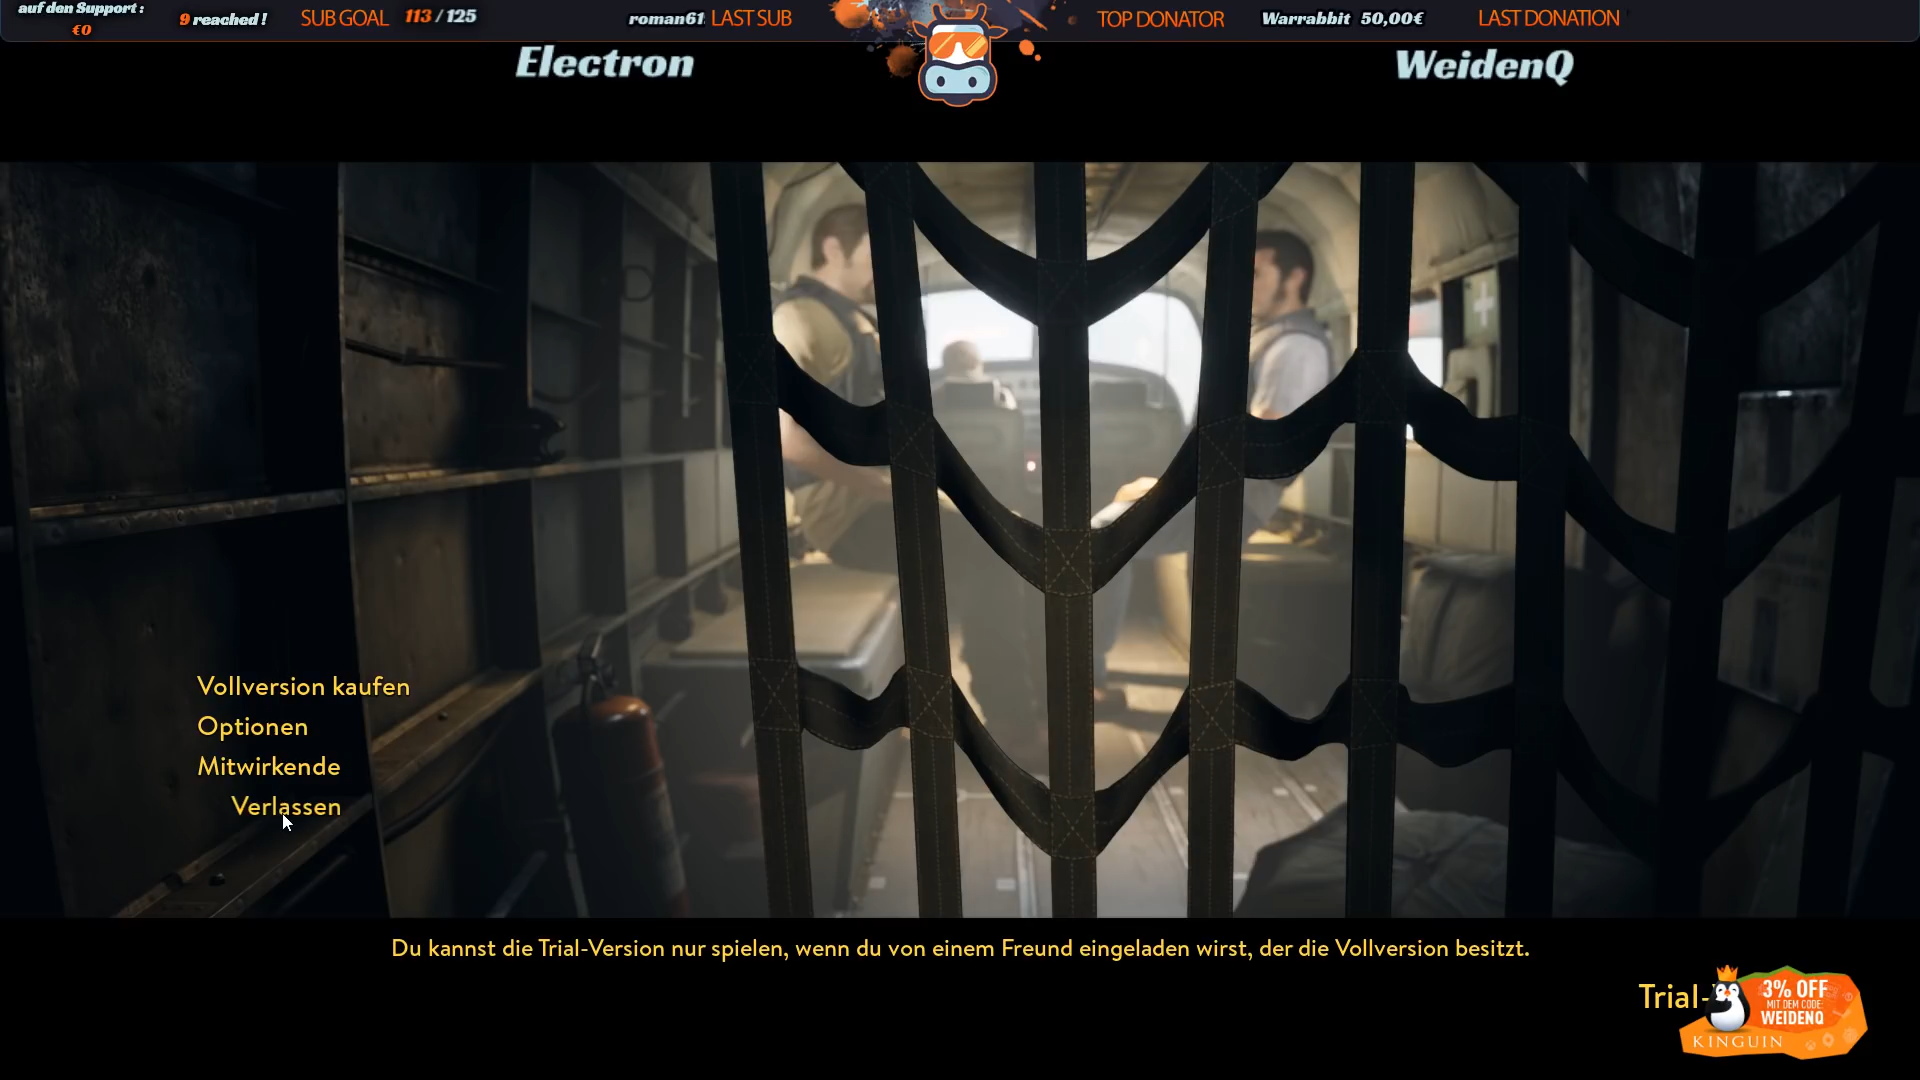 auf den Support :
€0
9 reached !
SUB GOAL 113 / 125
roman61 LAST SUB
TOP DONATOR Warrabbit 50,00€
LAST DONATION
Electron
WeidenQ
Vollversion kaufen
Optionen
Mitwirkende
Verlassen
Du kannst die Trial-Version nur spielen, wenn du von einem Freund eingeladen wirst, der die Vollversion besitzt.
Trial-
3% OFF
MIT DEM CODE:
WEIDENQ
KINGUIN